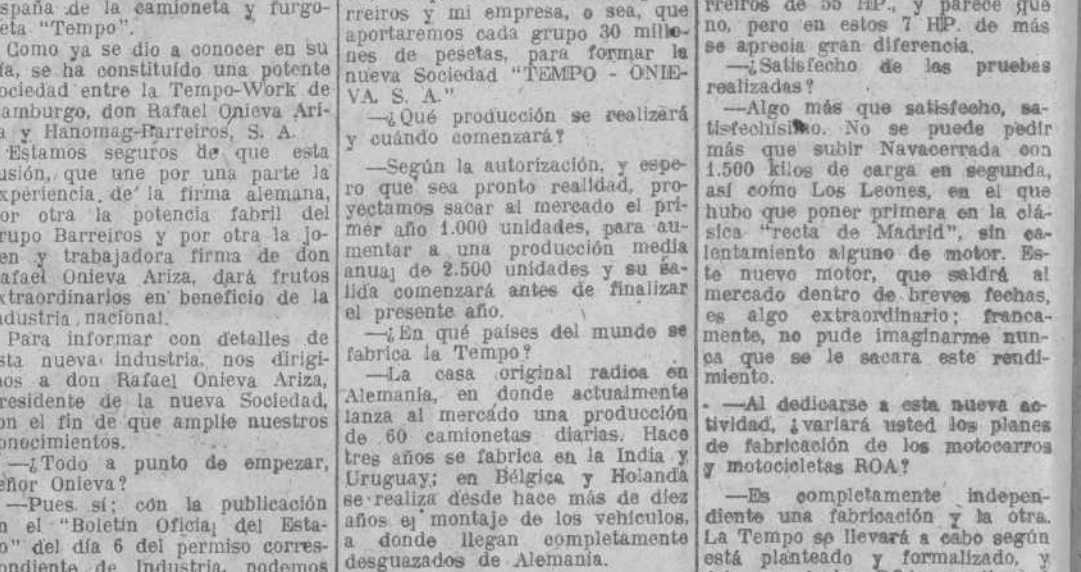 spaña de la camioneta y furgo-
eta "Tempo".
Como ya se dio a conocer en su
ía, se ha constituído una potente
ociedad entre la Tempo-Work de
amburgo, don Rafael Onieva Ari-
a y Hanomag-Barreiros, S. A.
Estamos seguros de que esta
usión, que une por una parte la
xperiencia de la firma alemana,
or otra la potencia fabril del
rupo Barreiros y por otra la jo-
en y trabajadora firma de don
afael Onieva Ariza, dará frutos
xtraordinarios en beneficio de la
ndustria nacional.
Para informar con detalles de
sta nueva industria, nos dirigi-
os a don Rafael Onieva Ariza,
residente de la nueva Sociedad,
on el fin de que amplíe nuestros
onocimientos.
—¿Todo a punto de empezar,
eñor Onieva?
—Pues sí; con la publicación
n el "Boletín Oficial del Esta-
o" del día 6 del permiso corres-
ondiente de Industria, podemos
rreiros y mi empresa, o sea, que
aportaremos cada grupo 30 millo-
nes de pesetas, para formar la
nueva Sociedad "TEMPO - ONIE-
VA, S. A."
—¿Qué producción se realizará
y cuándo comenzará?
—Según la autorización, y espe-
ro que sea pronto realidad, pro-
yectamos sacar al mercado el pri-
mer año 1.000 unidades, para au-
mentar a una producción media
anual de 2.500 unidades y su sa-
lida comenzará antes de finalizar
el presente año.
—¿En qué países del mundo se
fabrica la Tempo?
—La casa original radica en
Alemania, en donde actualmente
lanza al mercado una producción
de 60 camionetas diarias. Hace
tres años se fabrica en la India y
Uruguay; en Bélgica y Holanda
se realiza desde hace más de diez
años el montaje de los vehículos,
a donde llegan completamente
desguazados de Alemania.
rreiros de 55 HP., y parece que
no, pero en estos 7 HP. de más
se aprecia gran diferencia.
—¿Satisfecho de las pruebas
realizadas?
—Algo más que satisfecho, sa-
tisfechísimo. No se puede pedir
más que subir Navacerrada con
1.500 kilos de carga en segunda,
así como Los Leones, en el que
hubo que poner primera en la clá-
sica "recta de Madrid", sin ca-
lentamiento alguno de motor. Es-
te nuevo motor, que saldrá al
mercado dentro de breves fechas,
es algo extraordinario; franca-
mente, no pude imaginarme nun-
ca que se le sacara este rendi-
miento.
—Al dedicarse a esta nueva ac-
tividad, ¿variará usted los planes
de fabricación de los motocarros
y motocicletas ROA?
—Es completamente indepen-
diente una fabricación y la otra.
La Tempo se llevará a cabo según
está planteado y formalizado, y